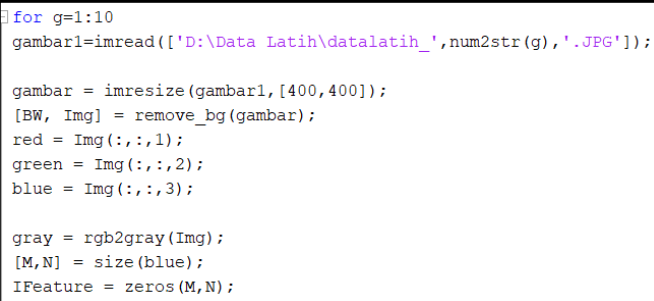 for g=1:10
gambar1=imread(['D:\Data Latih\datalatih_',num2str(g),'.JPG']);
gambar = imresize(gambar1,[400,400]);
[BW, Img] = remove_bg(gambar);
red = Img(:,:,1);
green = Img(:,:,2);
blue = Img(:,:,3);
gray = rgb2gray(Img);
[M,N] = size(blue);
IFeature = zeros(M,N);